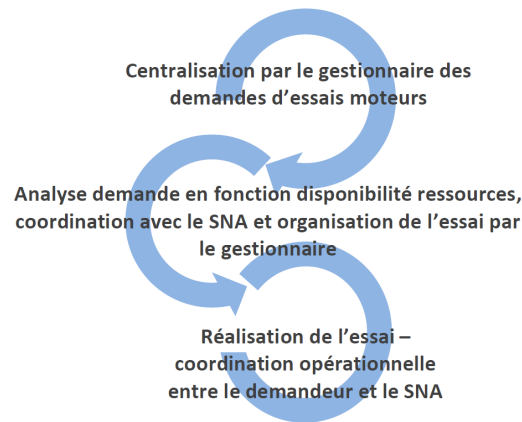 Centralisation par le gestionnaire des
demandes d’essais moteurs
Analyse demande en fonction disponibilité ressources,
coordination avec le SNA et organisation de l’essai par
le gestionnaire
Réalisation de l’essai –
coordination opérationnelle
entre le demandeur et le SNA